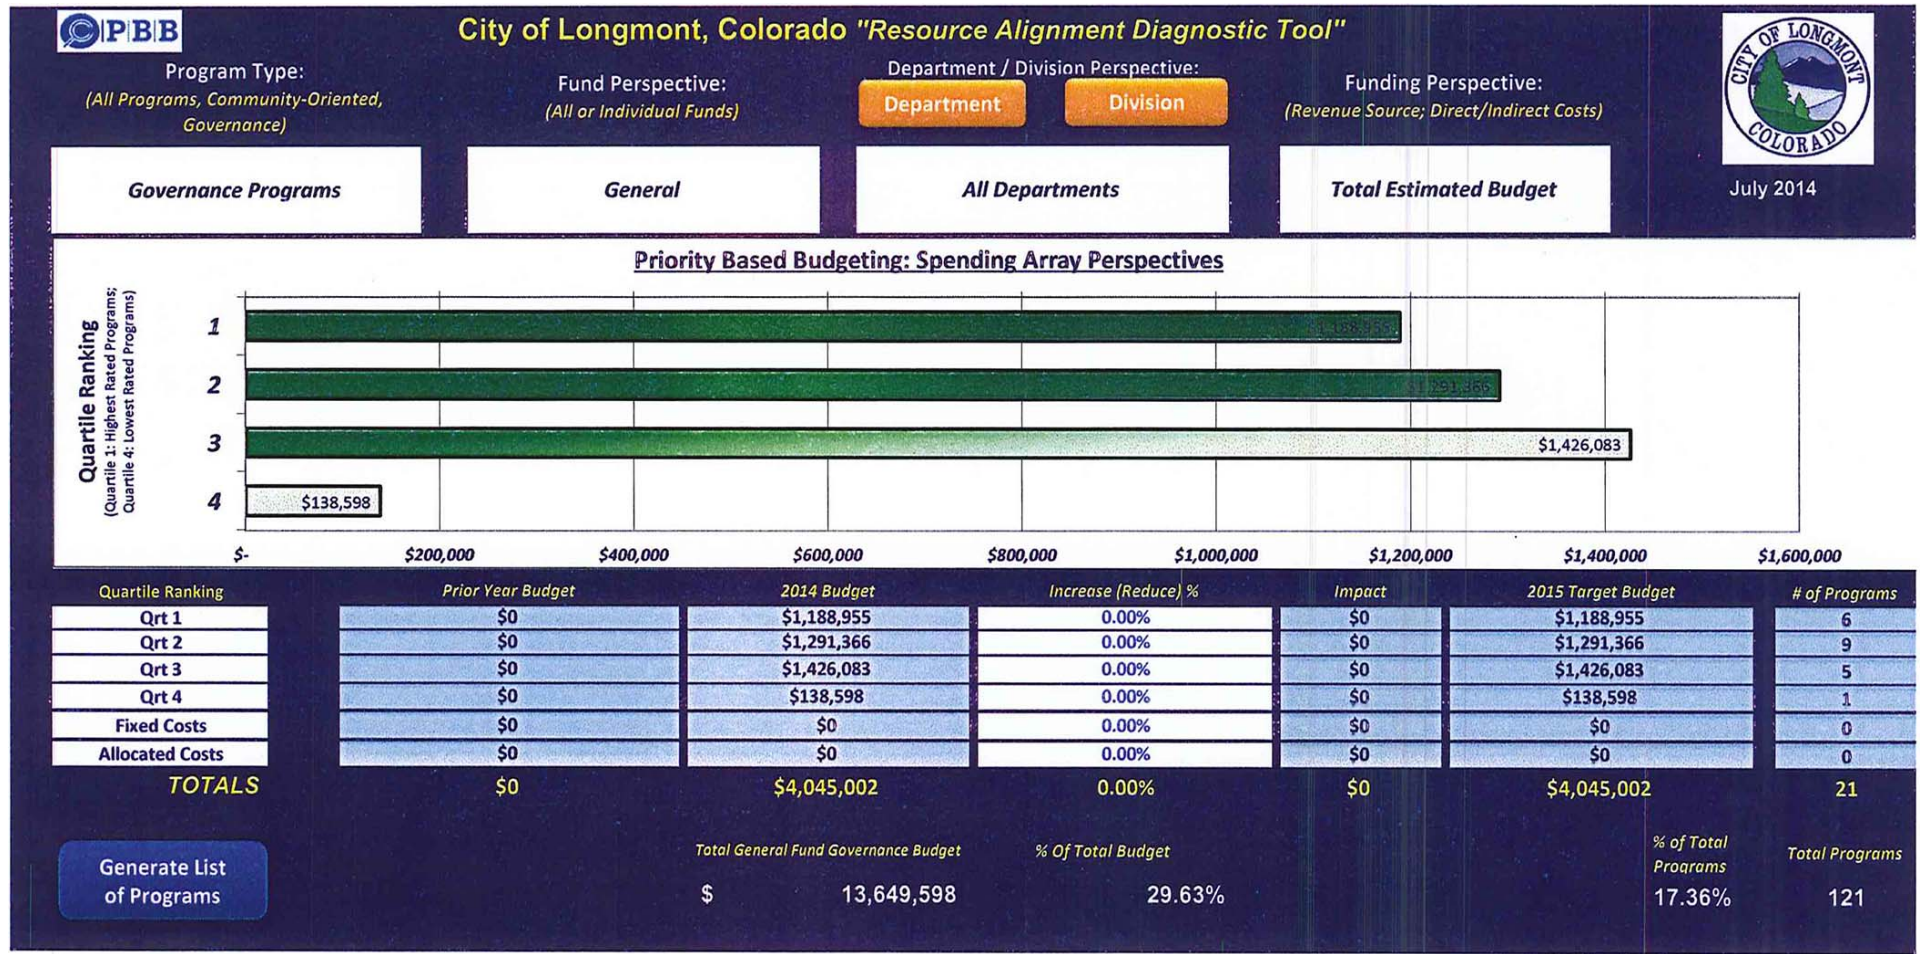 PBB
City of Longmont, Colorado "Resource Alignment Diagnostic Tool"
CITY OF LONGMONT
COLORADO
July 2014
Program Type:
(All Programs, Community-Oriented,
Governance)
Fund Perspective:
(All or Individual Funds)
Department / Division Perspective:
Department Division
Funding Perspective:
(Revenue Source; Direct/Indirect Costs)
Governance Programs General All Departments Total Estimated Budget
Priority Based Budgeting: Spending Array Perspectives
Quartile Ranking
(Quartile 1: Highest Rated Programs;
Quartile 4: Lowest Rated Programs)
1 $1,188,955
2 $1,291,366
3 $1,426,083
4 $138,598
$- $200,000 $400,000 $600,000 $800,000 $1,000,000 $1,200,000 $1,400,000 $1,600,000
Quartile Ranking Prior Year Budget 2014 Budget Increase (Reduce) % Impact 2015 Target Budget # of Programs
Qrt 1 $0 $1,188,955 0.00% $0 $1,188,955 6
Qrt 2 $0 $1,291,366 0.00% $0 $1,291,366 9
Qrt 3 $0 $1,426,083 0.00% $0 $1,426,083 5
Qrt 4 $0 $138,598 0.00% $0 $138,598 1
Fixed Costs $0 $0 0.00% $0 $0 0
Allocated Costs $0 $0 0.00% $0 $0 0
TOTALS $0 $4,045,002 0.00% $0 $4,045,002 21
Generate List
of Programs
Total General Fund Governance Budget
$ 13,649,598
% Of Total Budget
29.63%
% of Total
Programs
17.36%
Total Programs
121